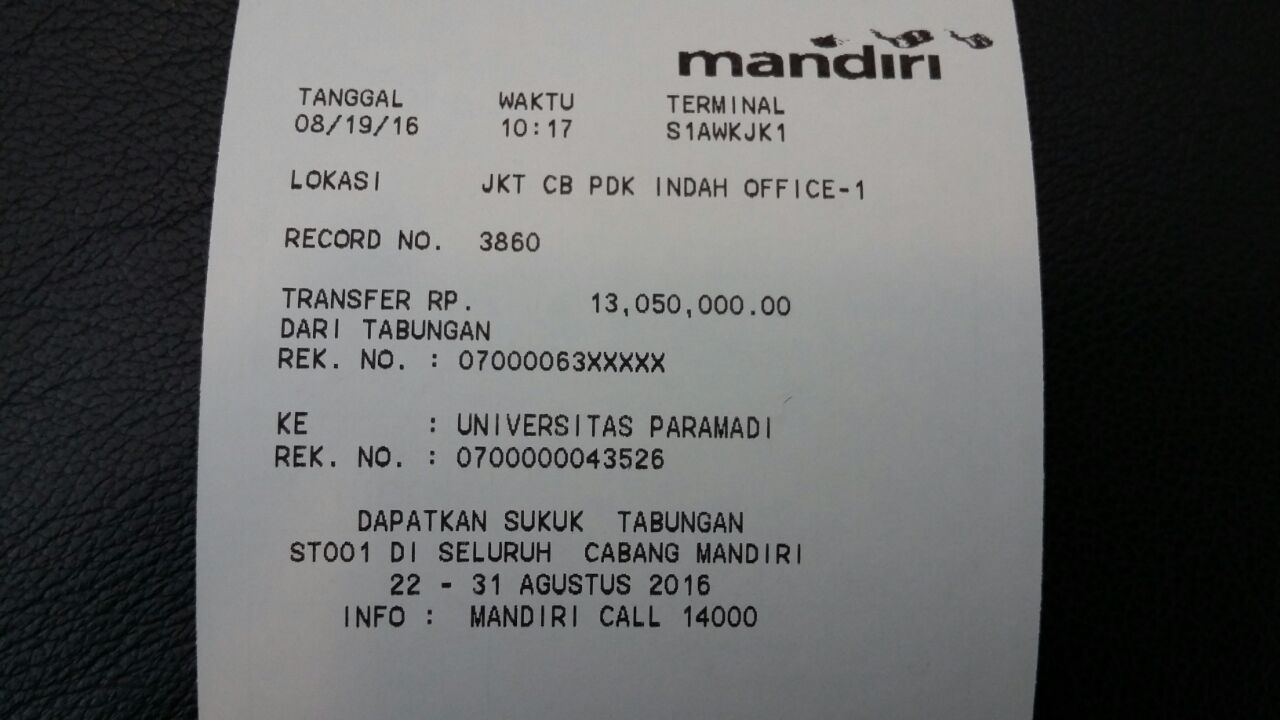 mandiri
TANGGAL WAKTU TERMINAL
08/19/16 10:17 S1AWKJK1
LOKASI JKT CB PDK INDAH OFFICE-1
RECORD NO. 3860
TRANSFER RP. 13,050,000.00
DARI TABUNGAN
REK. NO. : 07000063XXXXX
KE : UNIVERSITAS PARAMADI
REK. NO. : 0700000043526
DAPATKAN SUKUK TABUNGAN
ST001 DI SELURUH CABANG MANDIRI
22 - 31 AGUSTUS 2016
INFO : MANDIRI CALL 14000